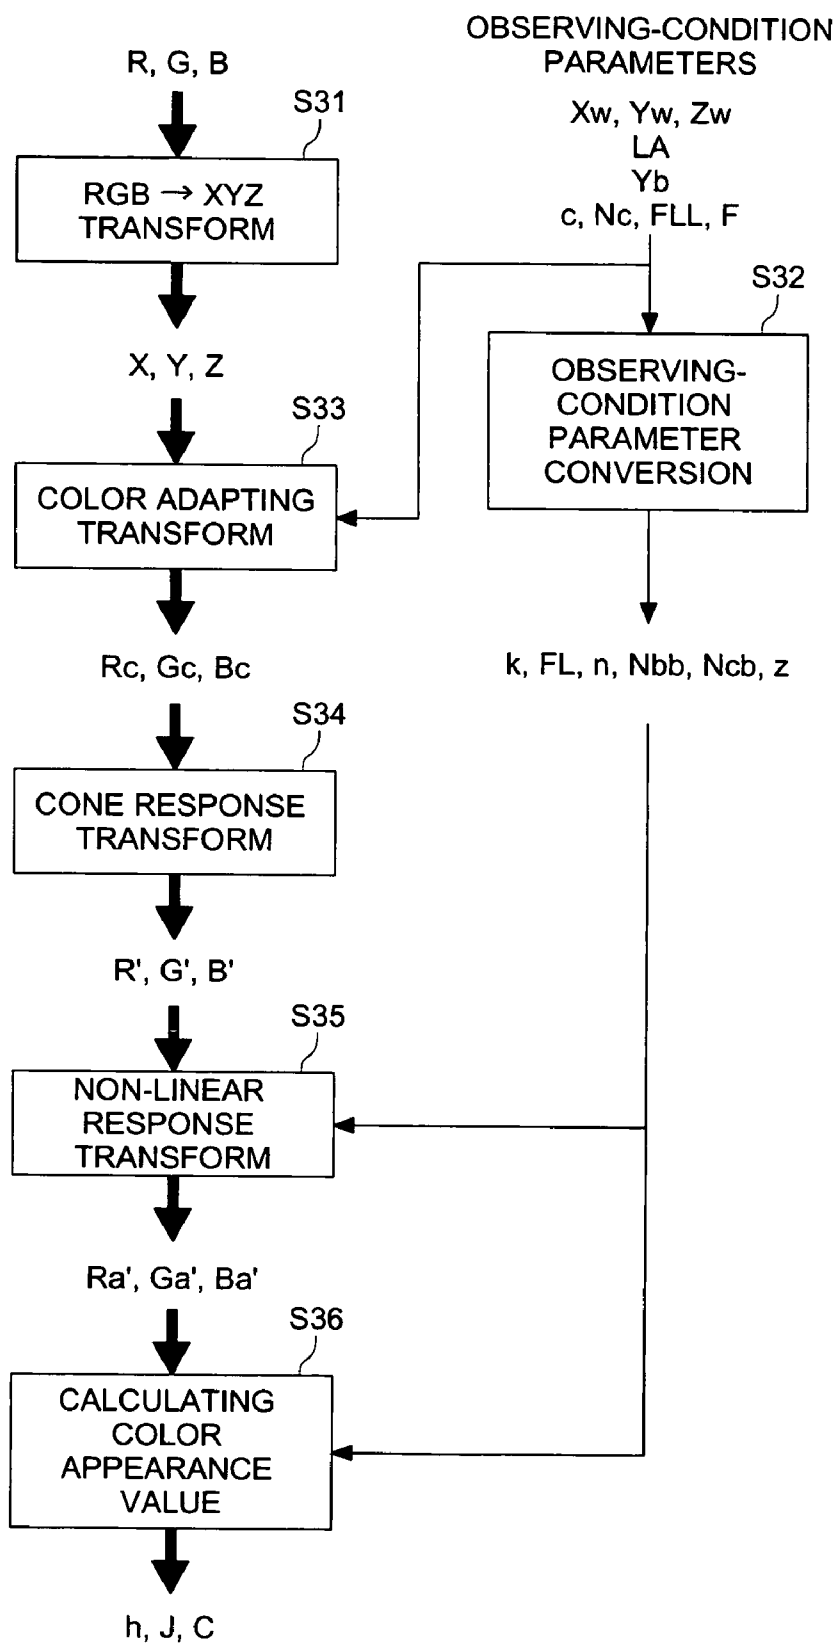 OBSERVING-CONDITION
PARAMETERS
R, G, B
Xw, Yw, Zw
LA
Yb
c, Nc, FLL, F
S31
RGB → XYZ
TRANSFORM
S32
OBSERVING-
CONDITION
PARAMETER
CONVERSION
X, Y, Z
S33
COLOR ADAPTING
TRANSFORM
Rc, Gc, Bc
k, FL, n, Nbb, Ncb, z
S34
CONE RESPONSE
TRANSFORM
R', G', B'
S35
NON-LINEAR
RESPONSE
TRANSFORM
Ra', Ga', Ba'
S36
CALCULATING
COLOR
APPEARANCE
VALUE
h, J, C